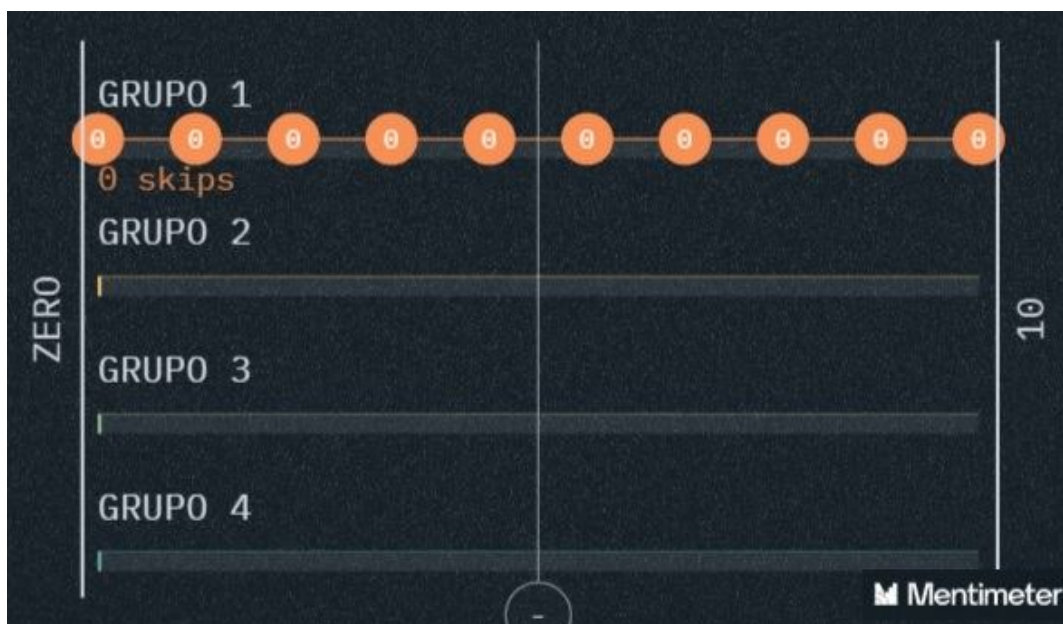 GRUPO 1
0 0 0 0 0 0 0 0 0 0
0 skips
GRUPO 2
ZERO
10
GRUPO 3
GRUPO 4
-
Mentimeter